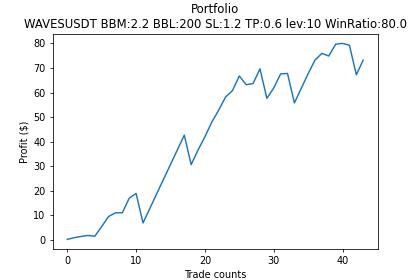 Portfolio
WAVESUSDT BBM:2.2 BBL:200 SL:1.2 TP:0.6 lev:10 WinRatio:80.0
80
70
60
50
40
30
20
10
0
Profit ($)
0 10 20 30 40
Trade counts